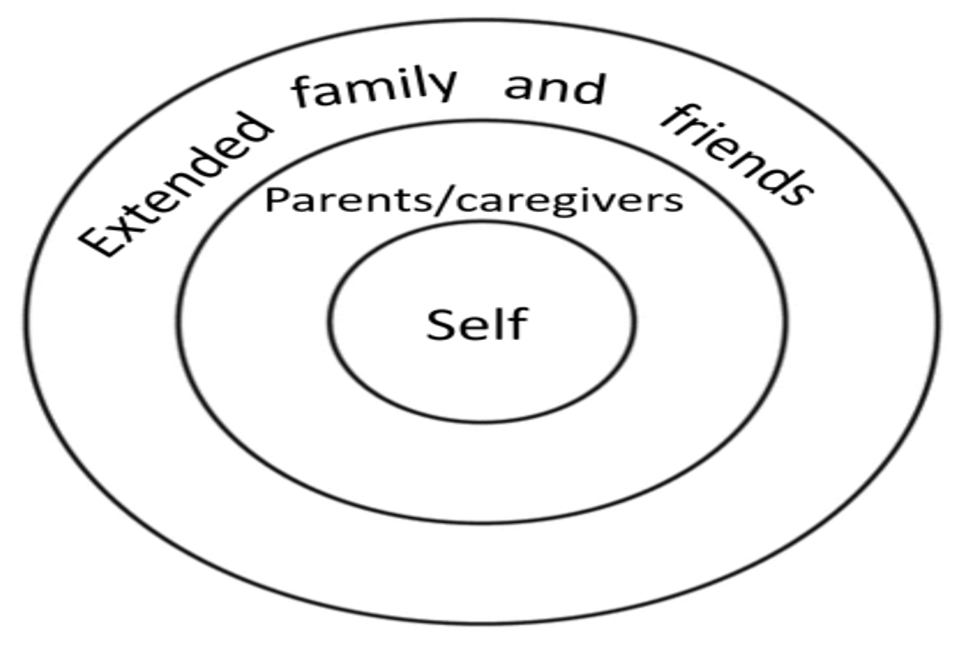 Extended family and friends
Parents/caregivers
Self